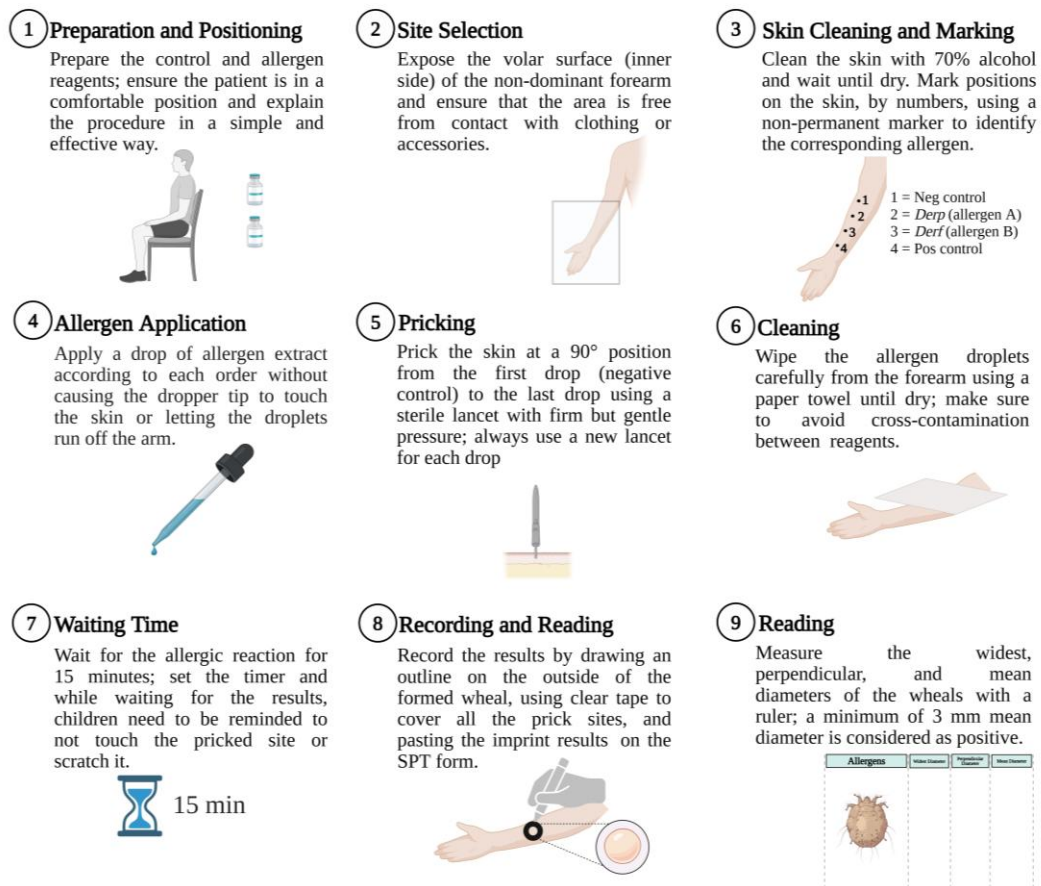 1 Preparation and Positioning
Prepare the control and allergen
reagents; ensure the patient is in a
comfortable position and explain
the procedure in a simple and
effective way.
2 Site Selection
Expose the volar surface (inner
side) of the non-dominant forearm
and ensure that the area is free
from contact with clothing or
accessories.
3 Skin Cleaning and Marking
Clean the skin with 70% alcohol
and wait until dry. Mark positions
on the skin, by numbers, using a
non-permanent marker to identify
the corresponding allergen.
1
2
3
4
1 = Neg control
2 = Derp (allergen A)
3 = Derf (allergen B)
4 = Pos control
4 Allergen Application
Apply a drop of allergen extract
according to each order without
causing the dropper tip to touch
the skin or letting the droplets
run off the arm.
5 Pricking
Prick the skin at a 90° position
from the first drop (negative
control) to the last drop using a
sterile lancet with firm but gentle
pressure; always use a new lancet
for each drop
6 Cleaning
Wipe the allergen droplets
carefully from the forearm using a
paper towel until dry; make sure
to avoid cross-contamination
between reagents.
7 Waiting Time
Wait for the allergic reaction for
15 minutes; set the timer and
while waiting for the results,
children need to be reminded to
not touch the pricked site or
scratch it.
15 min
8 Recording and Reading
Record the results by drawing an
outline on the outside of the
formed wheal, using clear tape to
cover all the prick sites, and
pasting the imprint results on the
SPT form.
9 Reading
Measure the widest,
perpendicular, and mean
diameters of the wheals with a
ruler; a minimum of 3 mm mean
diameter is considered as positive.
Allergens
Widest Diameter
Perpendicular
Diameter
Mean Diameter